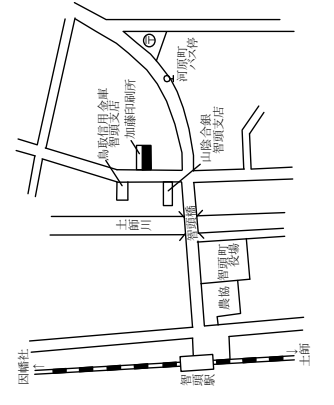 河原町
バス停
鳥取信用金庫
智頭支店
加藤印刷所
山陰合銀
智頭支店
土師川
智頭橋
智頭町
役場
農協
因幡社
↑
智頭駅
↓
土師